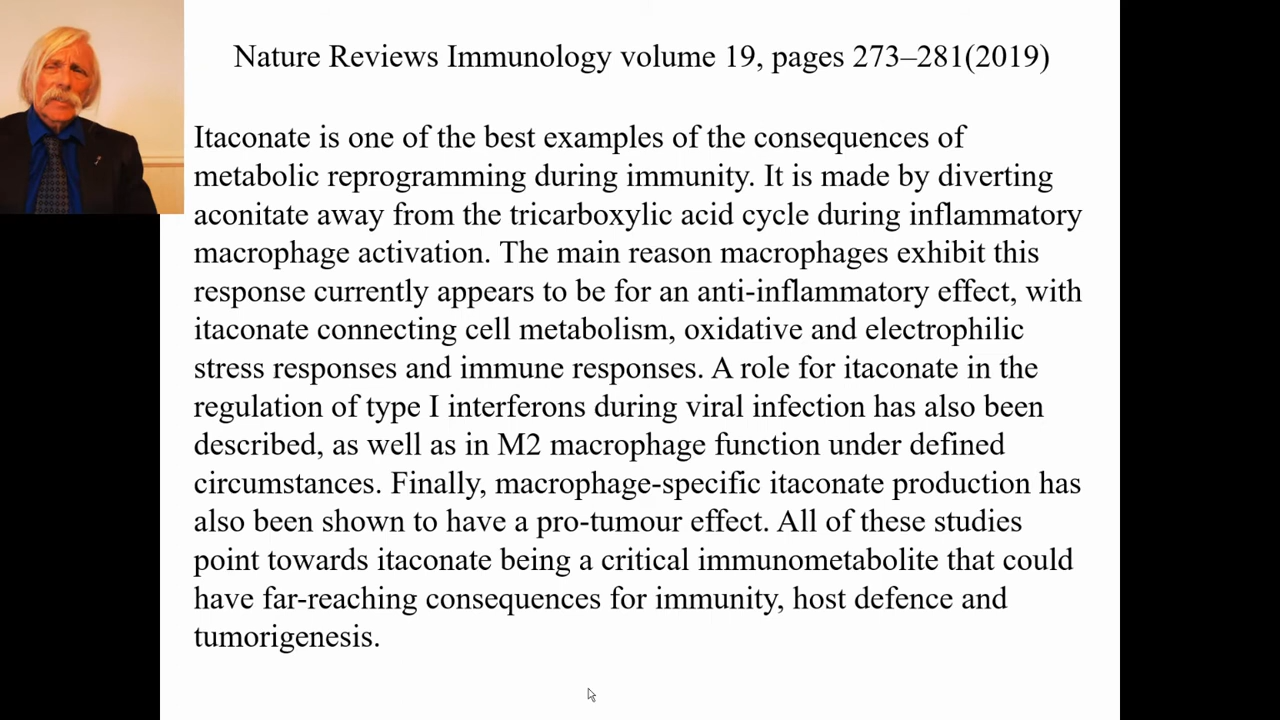 Nature Reviews Immunology volume 19, pages 273–281(2019)
Itaconate is one of the best examples of the consequences of
metabolic reprogramming during immunity. It is made by diverting
aconitate away from the tricarboxylic acid cycle during inflammatory
macrophage activation. The main reason macrophages exhibit this
response currently appears to be for an anti-inflammatory effect, with
itaconate connecting cell metabolism, oxidative and electrophilic
stress responses and immune responses. A role for itaconate in the
regulation of type I interferons during viral infection has also been
described, as well as in M2 macrophage function under defined
circumstances. Finally, macrophage-specific itaconate production has
also been shown to have a pro-tumour effect. All of these studies
point towards itaconate being a critical immunometabolite that could
have far-reaching consequences for immunity, host defence and
tumorigenesis.